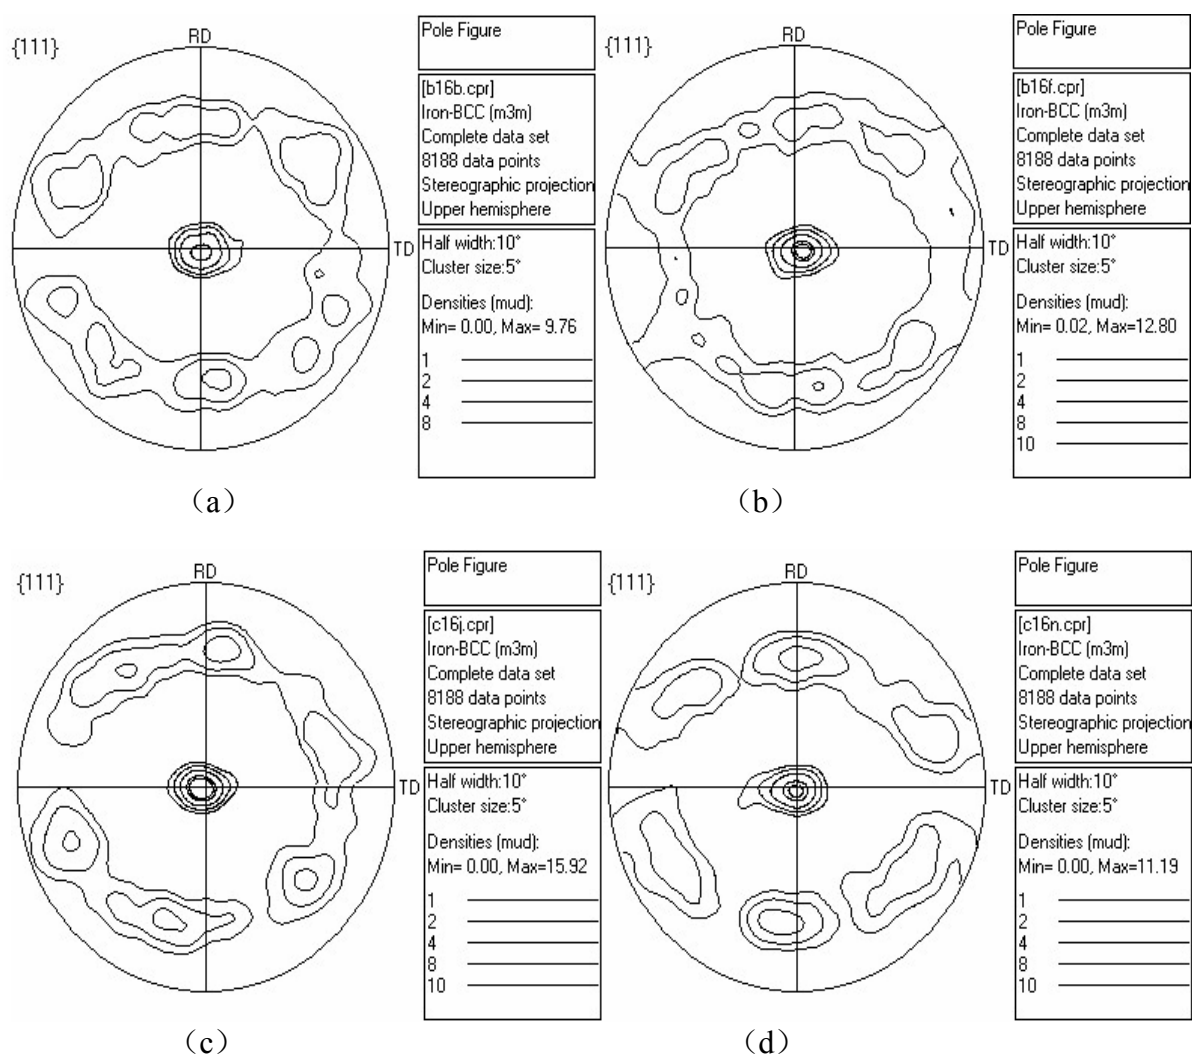 {111}
RD
TD
Pole Figure
[b16b.cpr]
Iron-BCC (m3m)
Complete data set
8188 data points
Stereographic projection
Upper hemisphere
Half width:10°
Cluster size:5°
Densities (mud):
Min= 0.00, Max= 9.76
1
2
4
8
(a)
{111}
RD
TD
Pole Figure
[b16f.cpr]
Iron-BCC (m3m)
Complete data set
8188 data points
Stereographic projection
Upper hemisphere
Half width:10°
Cluster size:5°
Densities (mud):
Min= 0.02, Max=12.80
1
2
4
8
10
(b)
{111}
RD
TD
Pole Figure
[c16j.cpr]
Iron-BCC (m3m)
Complete data set
8188 data points
Stereographic projection
Upper hemisphere
Half width:10°
Cluster size:5°
Densities (mud):
Min= 0.00, Max=15.92
1
2
4
8
10
(c)
{111}
RD
TD
Pole Figure
[c16n.cpr]
Iron-BCC (m3m)
Complete data set
8188 data points
Stereographic projection
Upper hemisphere
Half width:10°
Cluster size:5°
Densities (mud):
Min= 0.00, Max=11.19
1
2
4
8
10
(d)